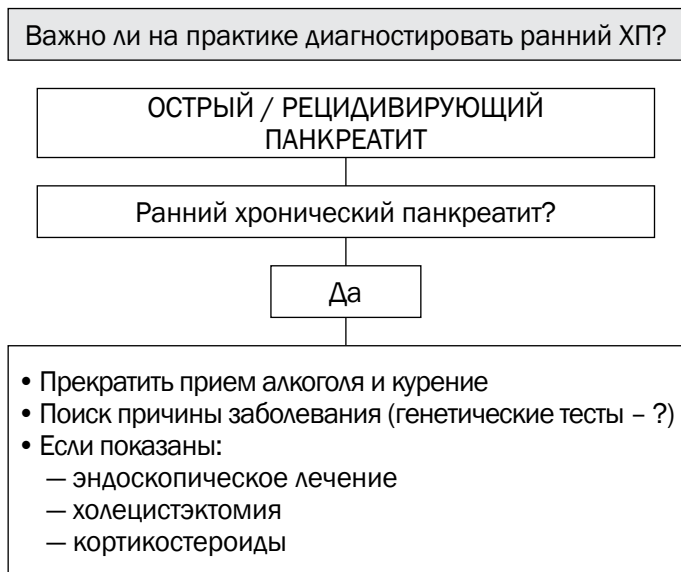 Важно ли на практике диагностировать ранний ХП?
ОСТРЫЙ / РЕЦИДИВИРУЮЩИЙ
ПАНКРЕАТИТ
Ранний хронический панкреатит?
Да
• Прекратить прием алкоголя и курение
• Поиск причины заболевания (генетические тесты – ?)
• Если показаны:
— эндоскопическое лечение
— холецистэктомия
— кортикостероиды